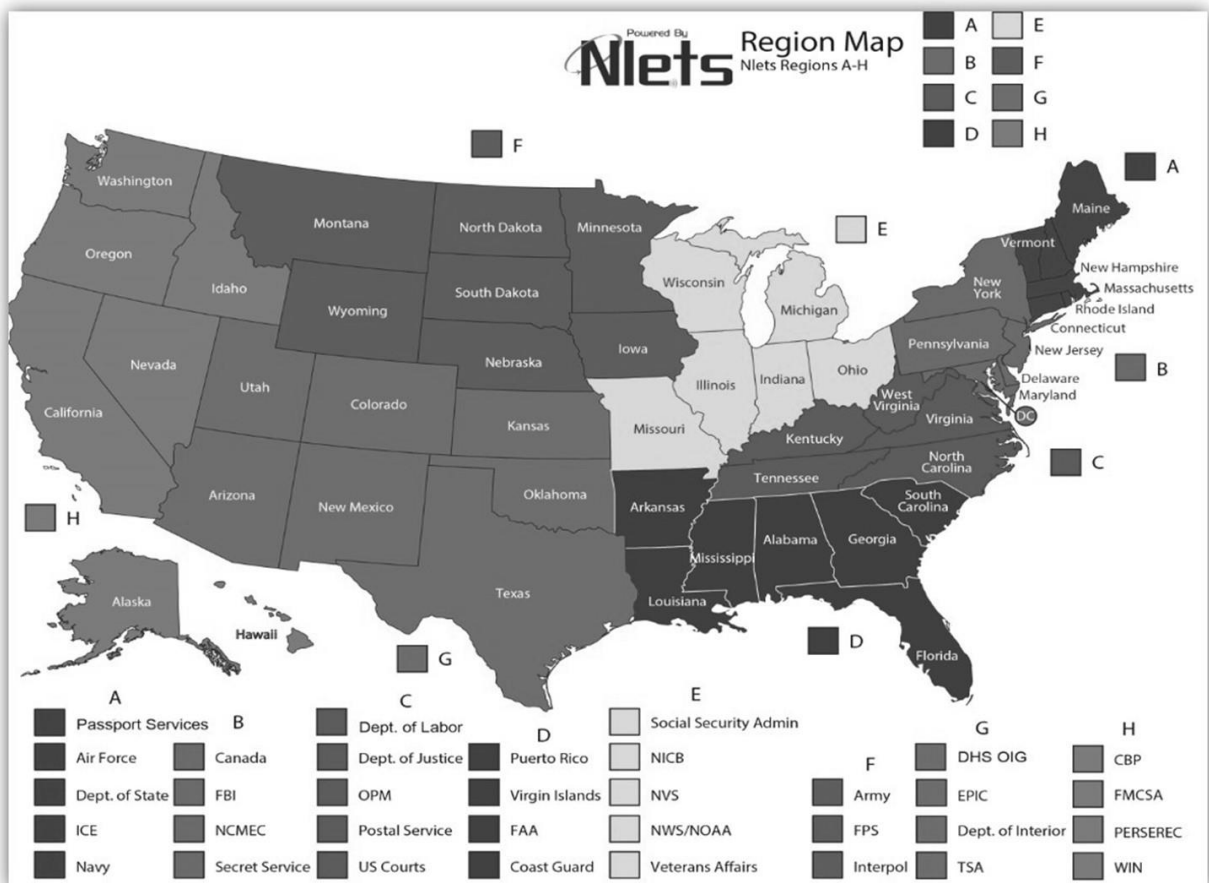 Powered By
Nlets
Region Map
Nlets Regions A-H
A
E
B
F
C
G
D
H
F
A
E
B
C
H
G
D
Washington
Oregon
Idaho
Montana
North Dakota
Minnesota
South Dakota
Wyoming
Nebraska
Iowa
Wisconsin
Michigan
Illinois
Indiana
Ohio
Missouri
Nevada
Utah
California
Colorado
Kansas
Arizona
New Mexico
Oklahoma
Texas
Alaska
Hawaii
Arkansas
Louisiana
Mississippi
Alabama
Georgia
Florida
South
Carolina
North
Carolina
Tennessee
Kentucky
West
Virginia
Virginia
Pennsylvania
New
York
Vermont
Maine
New Hampshire
Massachusetts
Rhode Island
Connecticut
New Jersey
Delaware
Maryland
DC
A
Passport Services
Air Force
Dept. of State
ICE
Navy
B
Canada
FBI
NCMEC
Secret Service
C
Dept. of Labor
Dept. of Justice
OPM
Postal Service
US Courts
D
Puerto Rico
Virgin Islands
FAA
Coast Guard
E
Social Security Admin
NICB
NVS
NWS/NOAA
Veterans Affairs
F
Army
FPS
Interpol
G
DHS OIG
EPIC
Dept. of Interior
TSA
H
CBP
FMCSA
PERSEREC
WIN